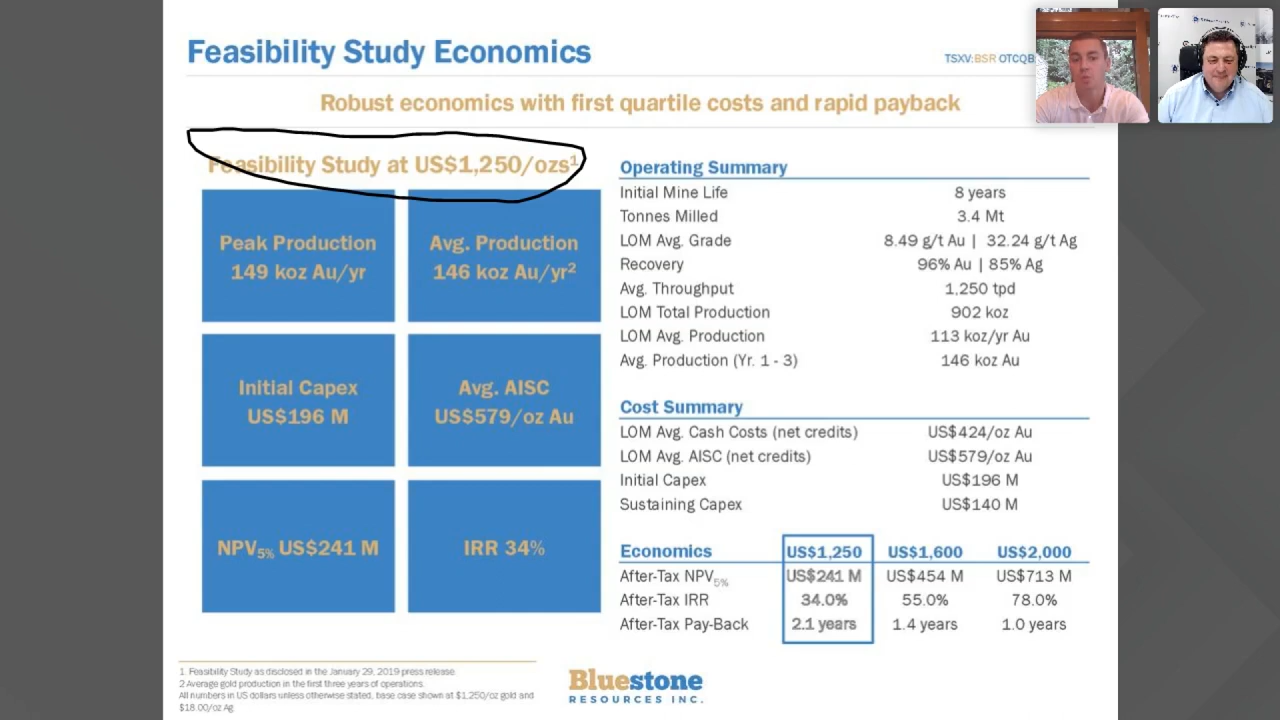 Feasibility Study Economics
TSXV:BSR OTCQB
Robust economics with first quartile costs and rapid payback
Feasibility Study at US$1,250/ozs¹
Peak Production
149 koz Au/yr
Avg. Production
146 koz Au/yr²
Initial Capex
US$196 M
Avg. AISC
US$579/oz Au
NPV5% US$241 M
IRR 34%
Operating Summary
Initial Mine Life 8 years
Tonnes Milled 3.4 Mt
LOM Avg. Grade 8.49 g/t Au | 32.24 g/t Ag
Recovery 96% Au | 85% Ag
Avg. Throughput 1,250 tpd
LOM Total Production 902 koz
LOM Avg. Production 113 koz/yr Au
Avg. Production (Yr. 1 - 3) 146 koz Au
Cost Summary
LOM Avg. Cash Costs (net credits) US$424/oz Au
LOM Avg. AISC (net credits) US$579/oz Au
Initial Capex US$196 M
Sustaining Capex US$140 M
Economics US$1,250 US$1,600 US$2,000
After-Tax NPV5% US$241 M US$454 M US$713 M
After-Tax IRR 34.0% 55.0% 78.0%
After-Tax Pay-Back 2.1 years 1.4 years 1.0 years
1. Feasibility Study as disclosed in the January 29, 2019 press release.
2 Average gold production in the first three years of operations.
All numbers in US dollars unless otherwise stated, base case shown at $1,250/oz gold and
$18.00/oz Ag
Bluestone
RESOURCES INC.